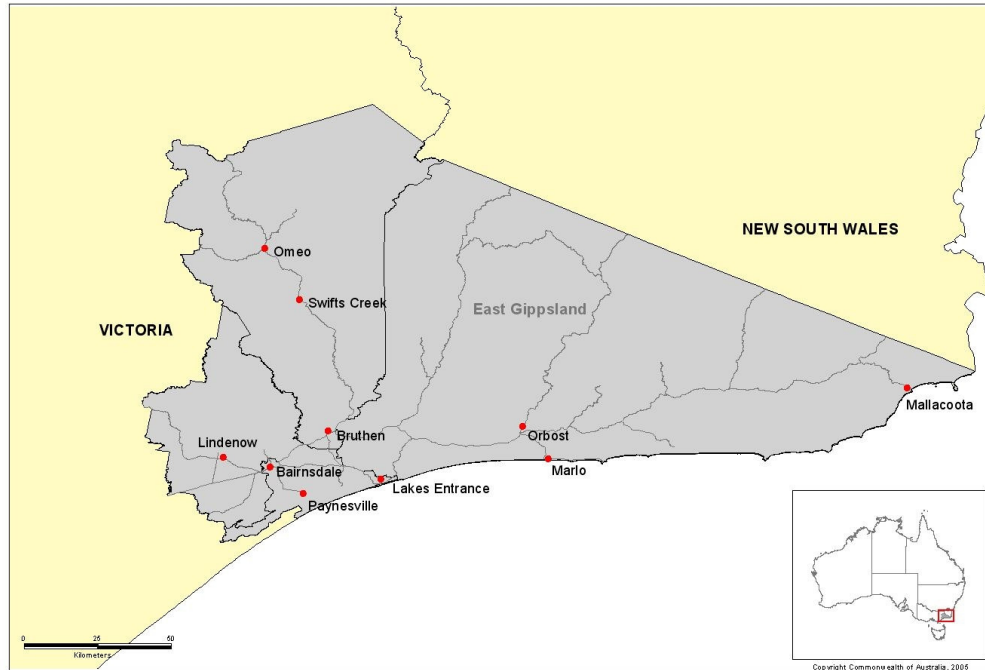 NEW SOUTH WALES
Omeo
Swifts Creek
East Gippsland
VICTORIA
Mallacoota
Bruthen
Orbost
Lindenow
Bairnsdale
Marlo
Lakes Entrance
Paynesville
0 25 50
Kilometers
Copyright Commonwealth of Australia, 2005